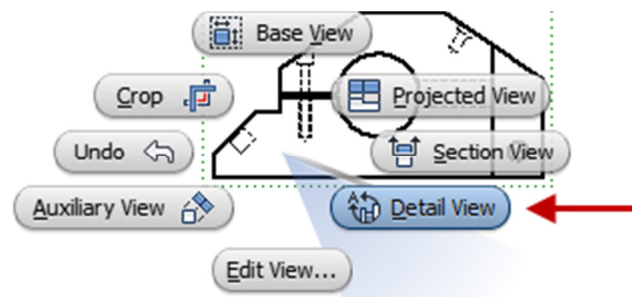 Base View
Crop
Projected View
Undo
Section View
Auxiliary View
Detail View
Edit View...